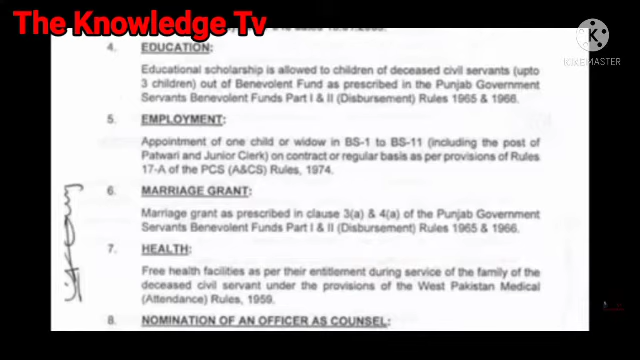 The Knowledge Tv
KINEMASTER
4. EDUCATION:
Educational scholarship is allowed to children of deceased civil servants (upto
3 children) out of Benevolent Fund as prescribed in the Punjab Government
Servants Benevolent Funds Part I & II (Disbursement) Rules 1965 & 1966.
5. EMPLOYMENT:
Appointment of one child or widow in BS-1 to BS-11 (including the post of
Patwari and Junior Clerk) on contract or regular basis as per provisions of Rules
17-A of the PCS (A&CS) Rules, 1974.
6. MARRIAGE GRANT:
Marriage grant as prescribed in clause 3(a) & 4(a) of the Punjab Government
Servants Benevolent Funds Part I & II (Disbursement) Rules 1965 & 1966.
7. HEALTH:
Free health facilities as per their entitlement during service of the family of the
deceased civil servant under the provisions of the West Pakistan Medical
(Attendance) Rules, 1959.
8. NOMINATION OF AN OFFICER AS COUNSEL: